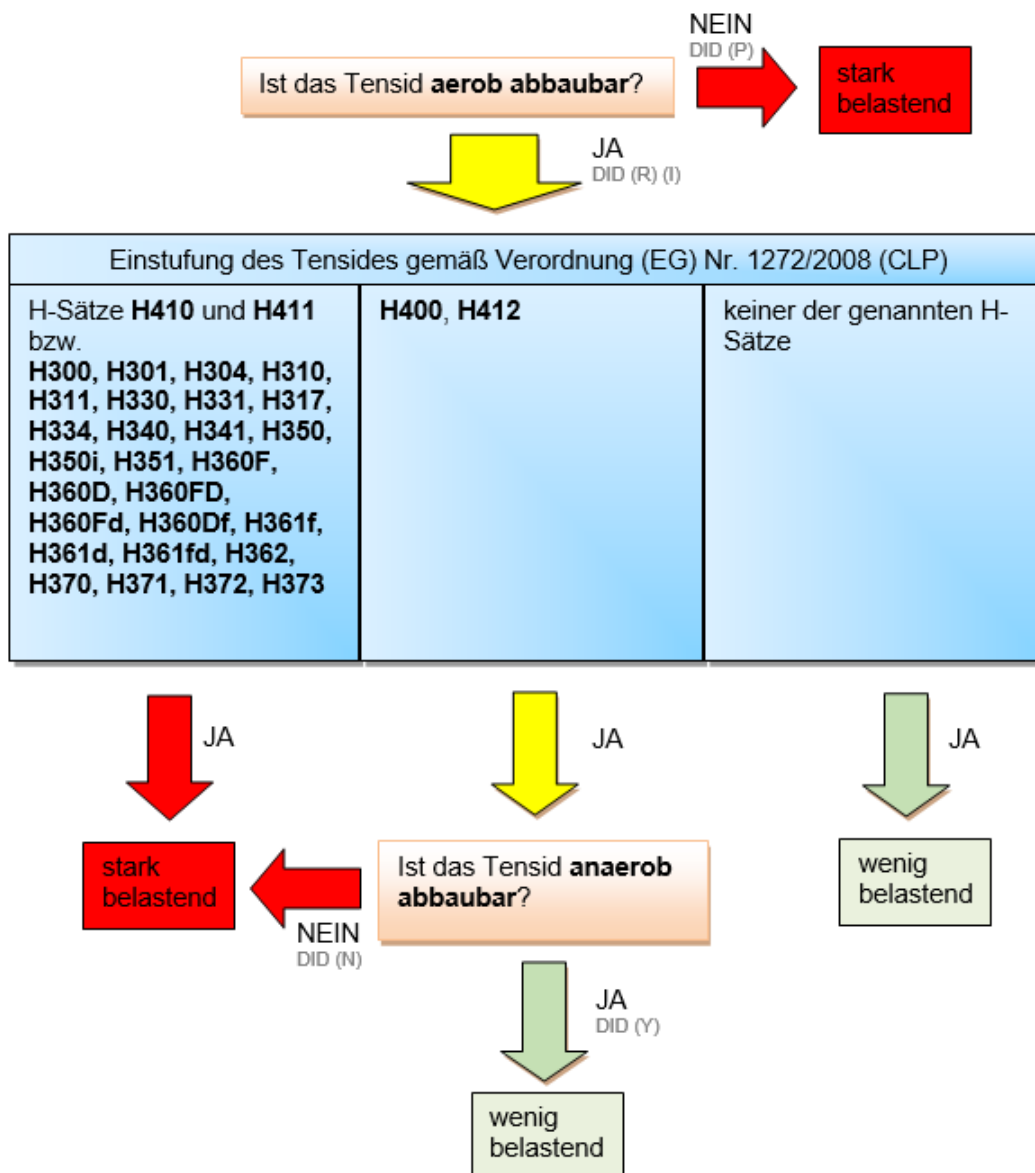 NEIN
DID (P)
Ist das Tensid aerob abbaubar?
stark
belastend
JA
DID (R) (I)
Einstufung des Tensides gemäß Verordnung (EG) Nr. 1272/2008 (CLP)
H-Sätze H410 und H411
bzw.
H300, H301, H304, H310,
H311, H330, H331, H317,
H334, H340, H341, H350,
H350i, H351, H360F,
H360D, H360FD,
H360Fd, H360Df, H361f,
H361d, H361fd, H362,
H370, H371, H372, H373
H400, H412
keiner der genannten H-
Sätze
JA
JA
JA
stark
belastend
NEIN
DID (N)
Ist das Tensid anaerob
abbaubar?
wenig
belastend
JA
DID (Y)
wenig
belastend